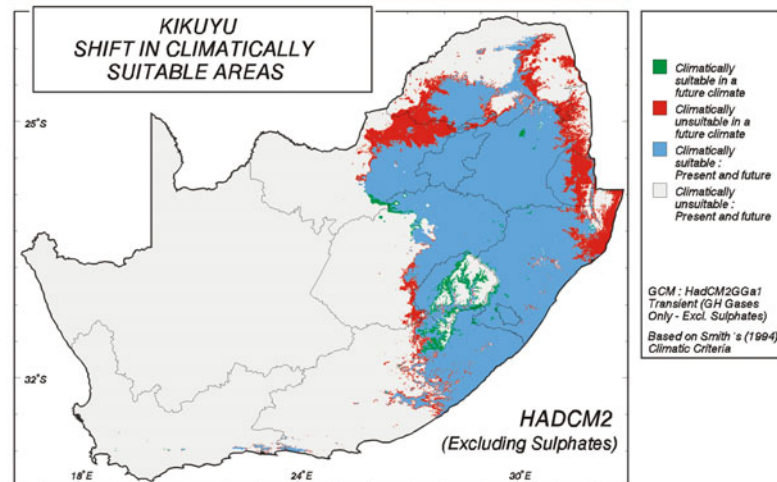 KIKUYU
SHIFT IN CLIMATICALLY
SUITABLE AREAS
Climatically
suitable in a
future climate
Climatically
unsuitable in a
future climate
Climatically
suitable :
Present and future
Climatically
unsuitable :
Present and future
GCM : HadCM2GGa1
Transient (GH Gases
Only - Excl. Sulphates)
Based on Smith´s (1994)
Climatic Criteria
25°S
32°S
HADCM2
(Excluding Sulphates)
18°E
24°E
30°E